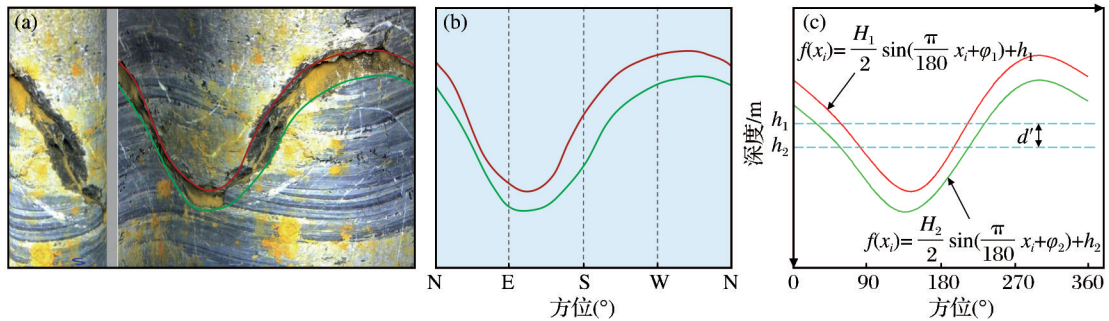 (a)
S
(b)
N E S W N
方位(°)
(c)
f(xᵢ)=H₁/2 sin(π/180 xᵢ+φ₁)+h₁
深度/m
h₁
h₂
d′
f(xᵢ)=H₂/2 sin(π/180 xᵢ+φ₂)+h₂
0 90 180 270 360
方位(°)